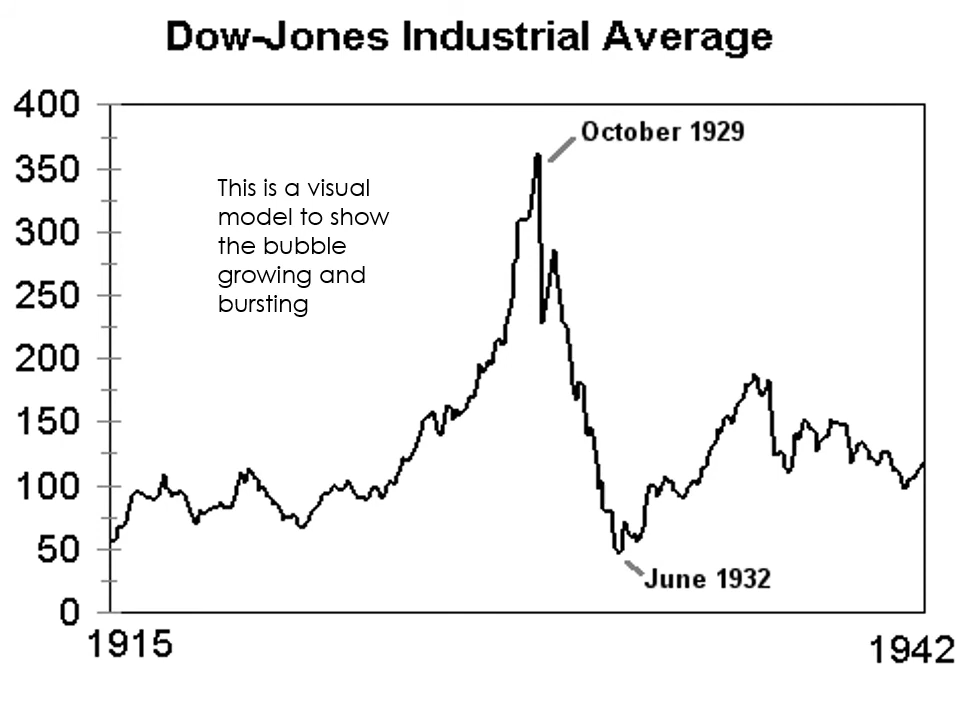 Dow-Jones Industrial Average
400
October 1929
350
This is a visual
model to show
300
the bubble
growing and
250
bursting
200
150
100
50
June 1932
0
1915
1942